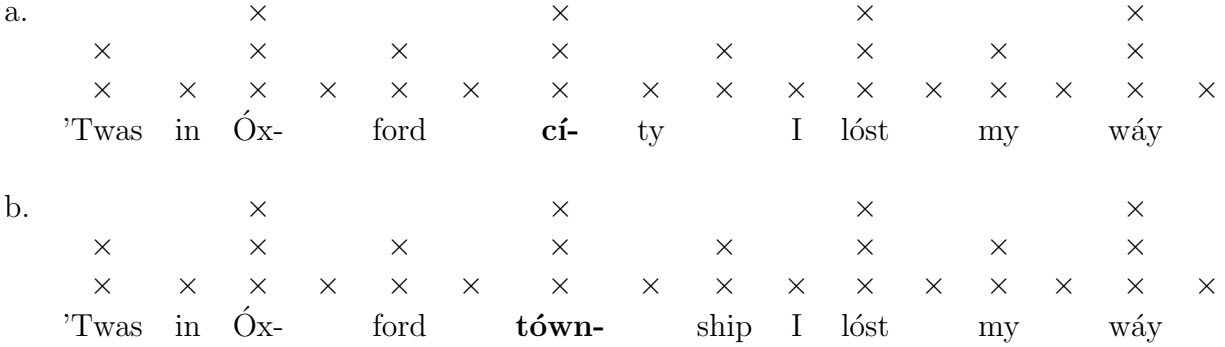 a. × × × ×
× × × × × × ×
× × × × × × × × × × × × × × ×
’Twas in Óx- ford cí- ty I lóst my wáy
b. × × × ×
× × × × × × ×
× × × × × × × × × × × × × × ×
’Twas in Óx- ford tówn- ship I lóst my wáy